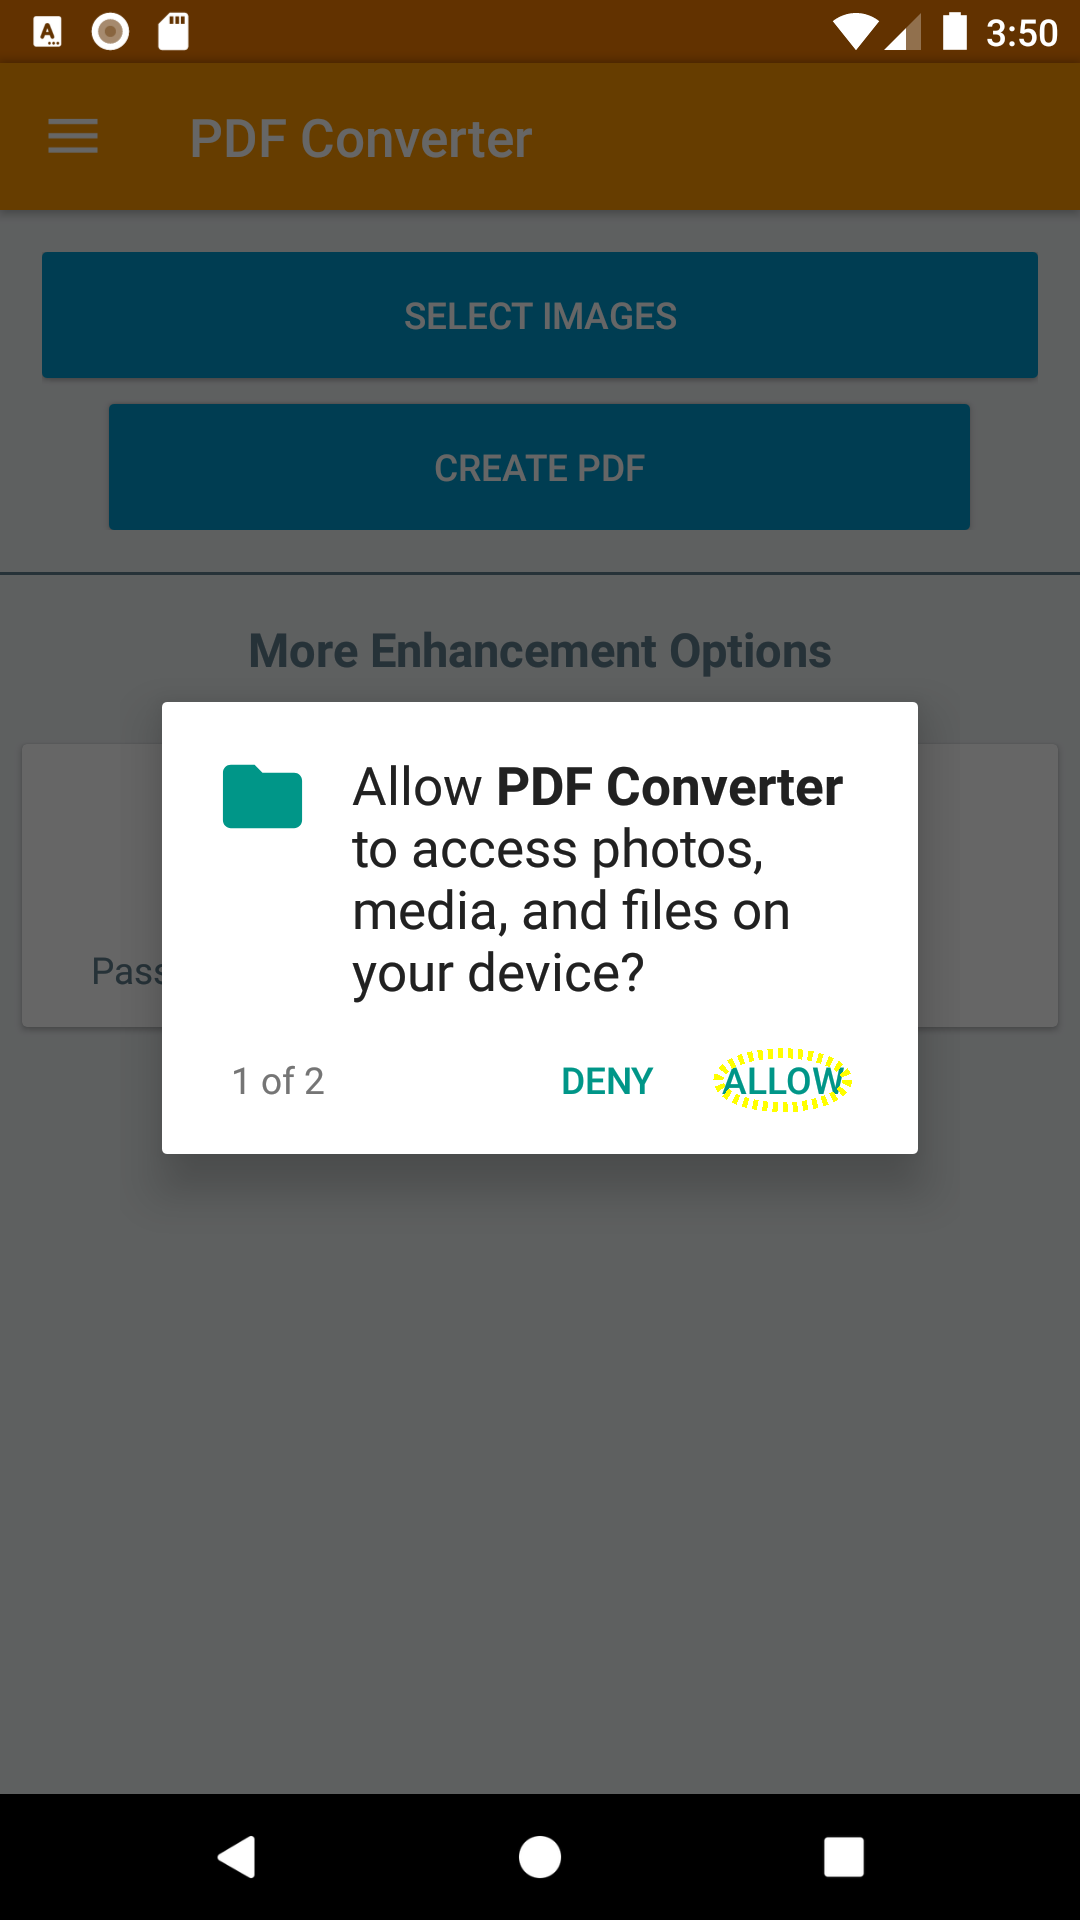 3:50
PDF Converter
SELECT IMAGES
CREATE PDF
More Enhancement Options
Allow PDF Converter
to access photos,
media, and files on
your device?
1 of 2 DENY ALLOW